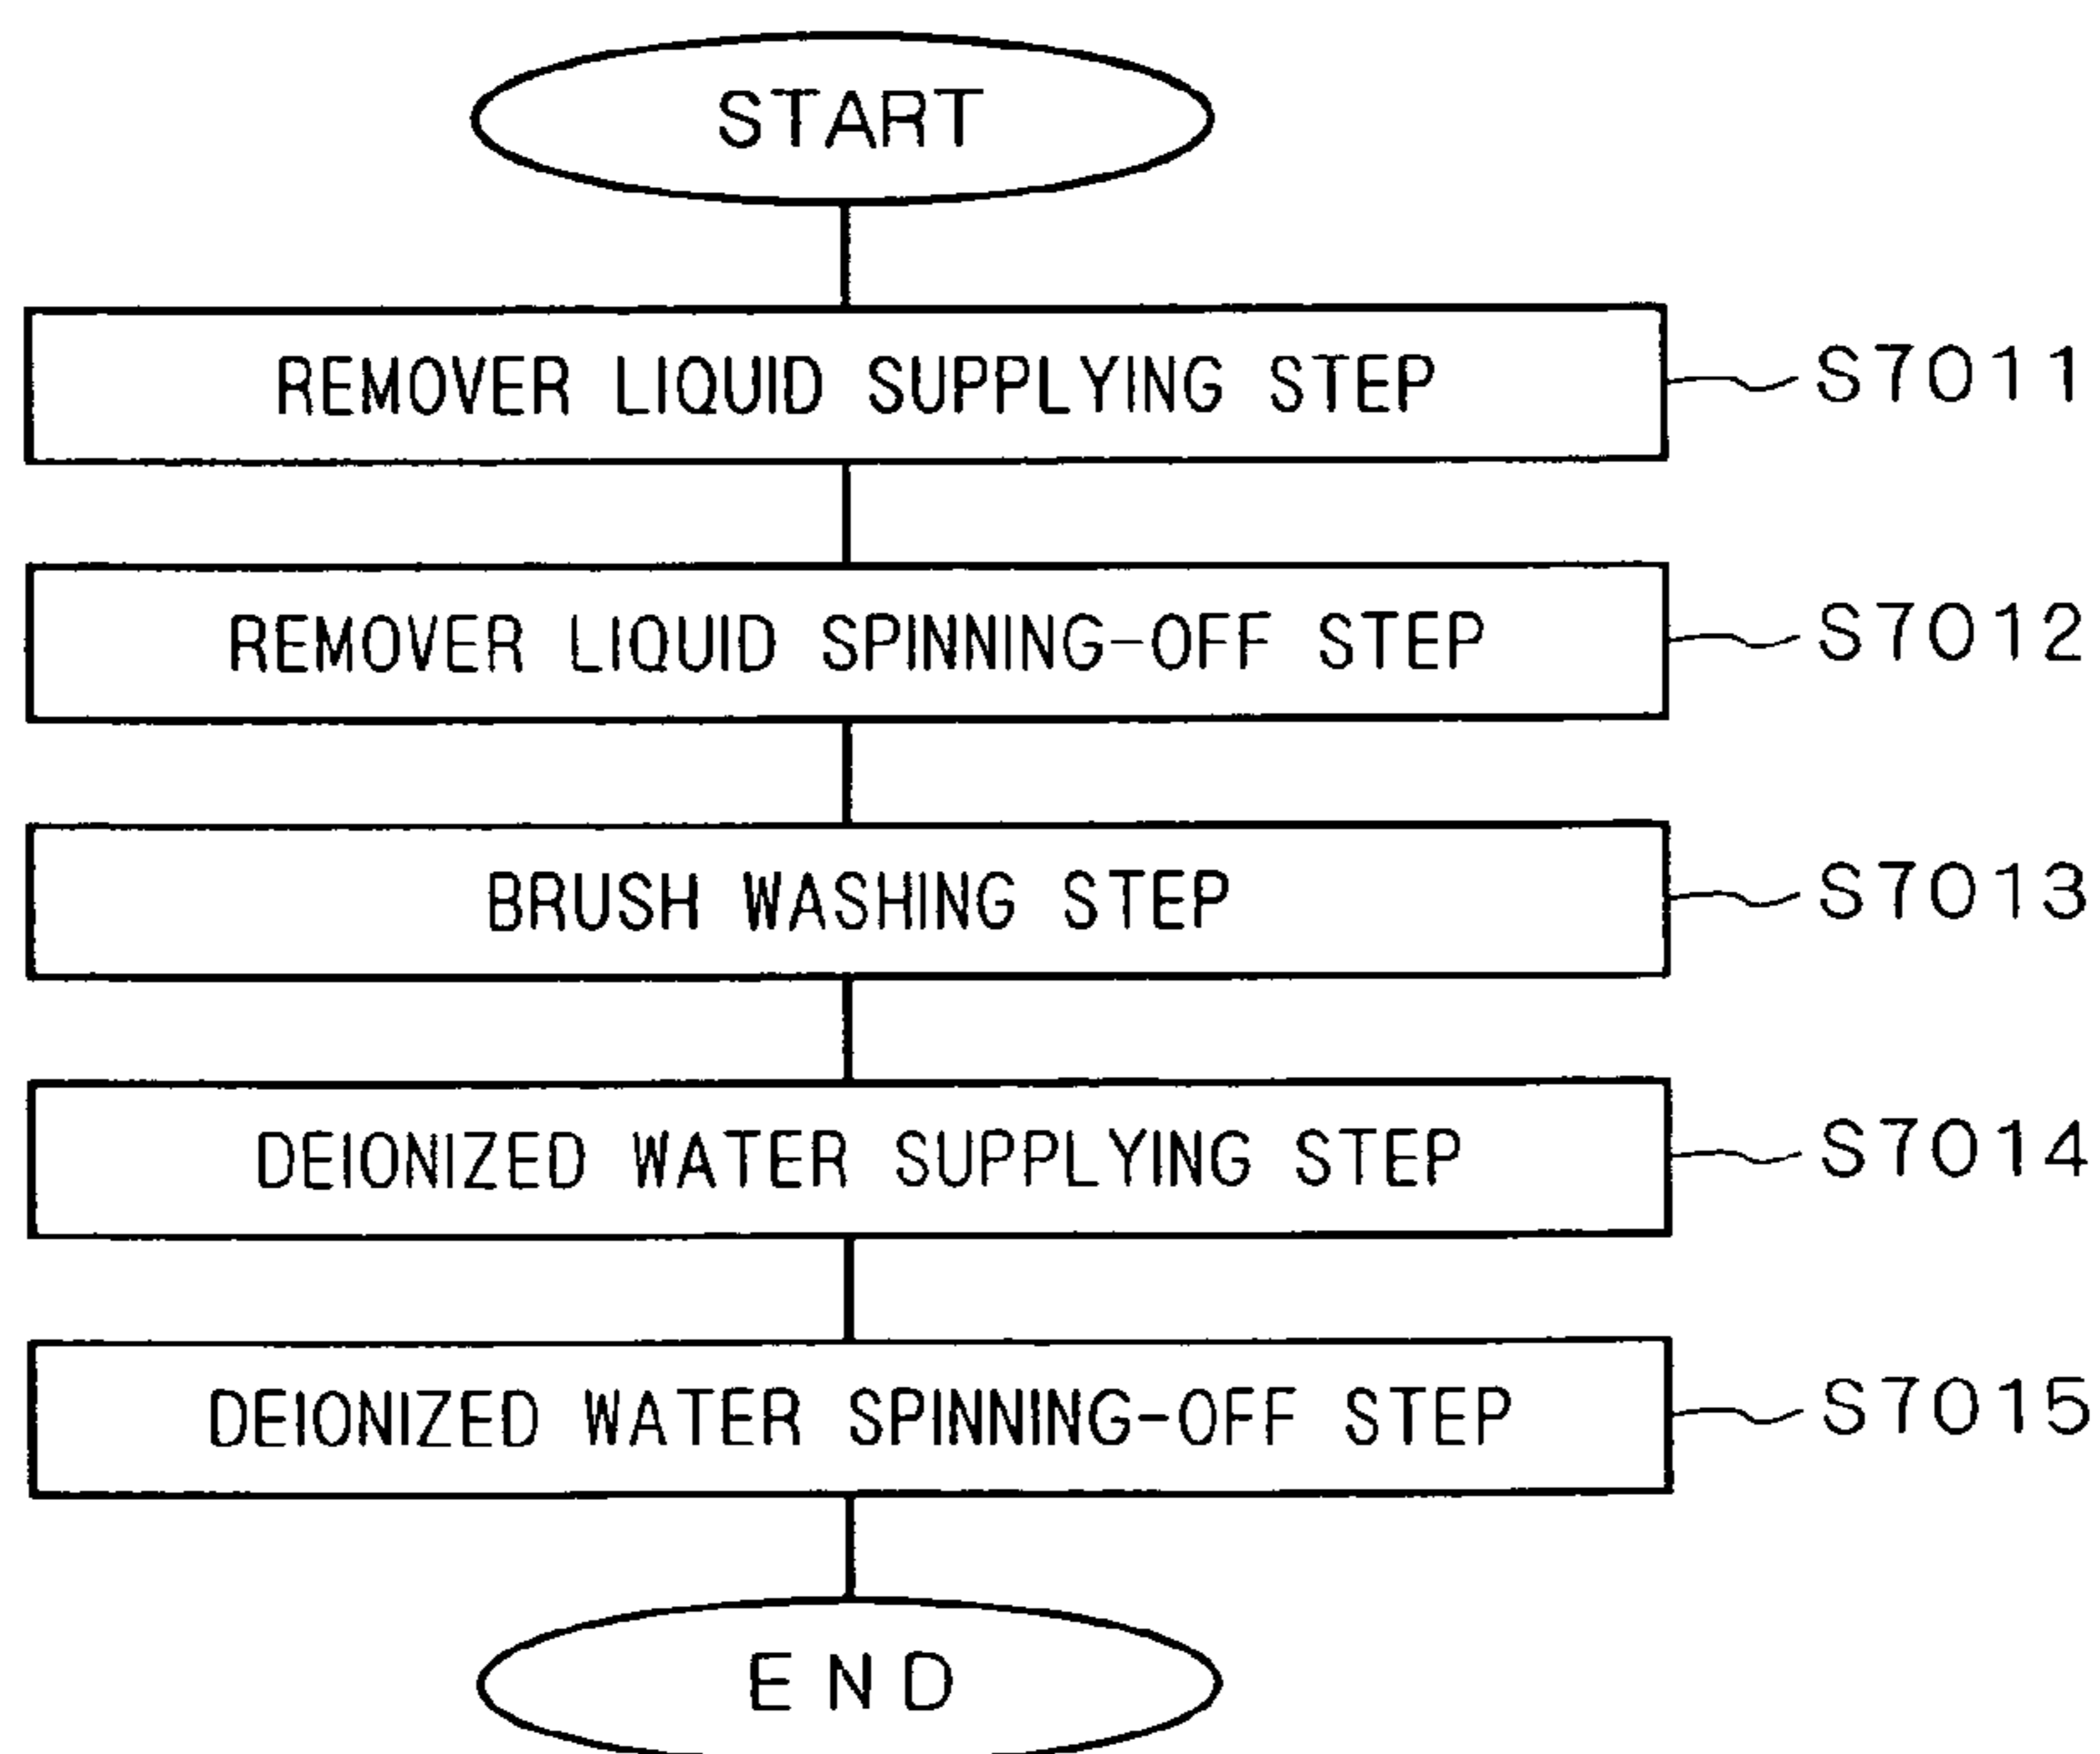 START
REMOVER LIQUID SUPPLYING STEP S7011
REMOVER LIQUID SPINNING-OFF STEP S7012
BRUSH WASHING STEP S7013
DEIONIZED WATER SUPPLYING STEP S7014
DEIONIZED WATER SPINNING-OFF STEP S7015
END